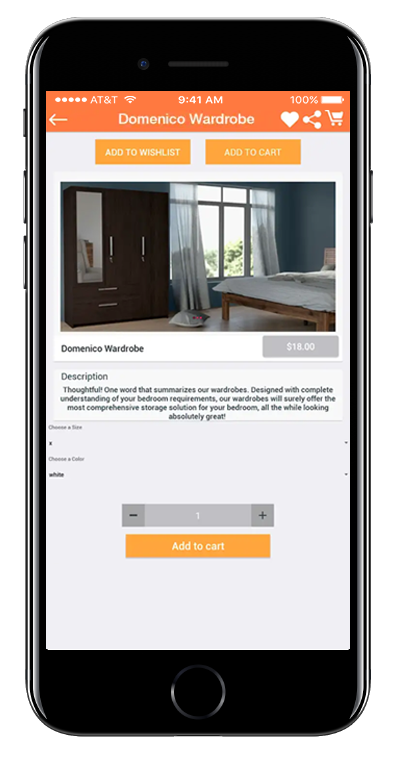 AT&T 9:41 AM 100%
Domenico Wardrobe
ADD TO WISHLIST ADD TO CART
Domenico Wardrobe $18.00
Description
Thoughtful! One word that summarizes our wardrobes. Designed with complete
understanding of your bedroom requirements, our wardrobes will surely offer the
most comprehensive storage solution for your bedroom, all the while looking
absolutely great!
Choose a Size
x
Choose a Color
white
− 1 +
Add to cart